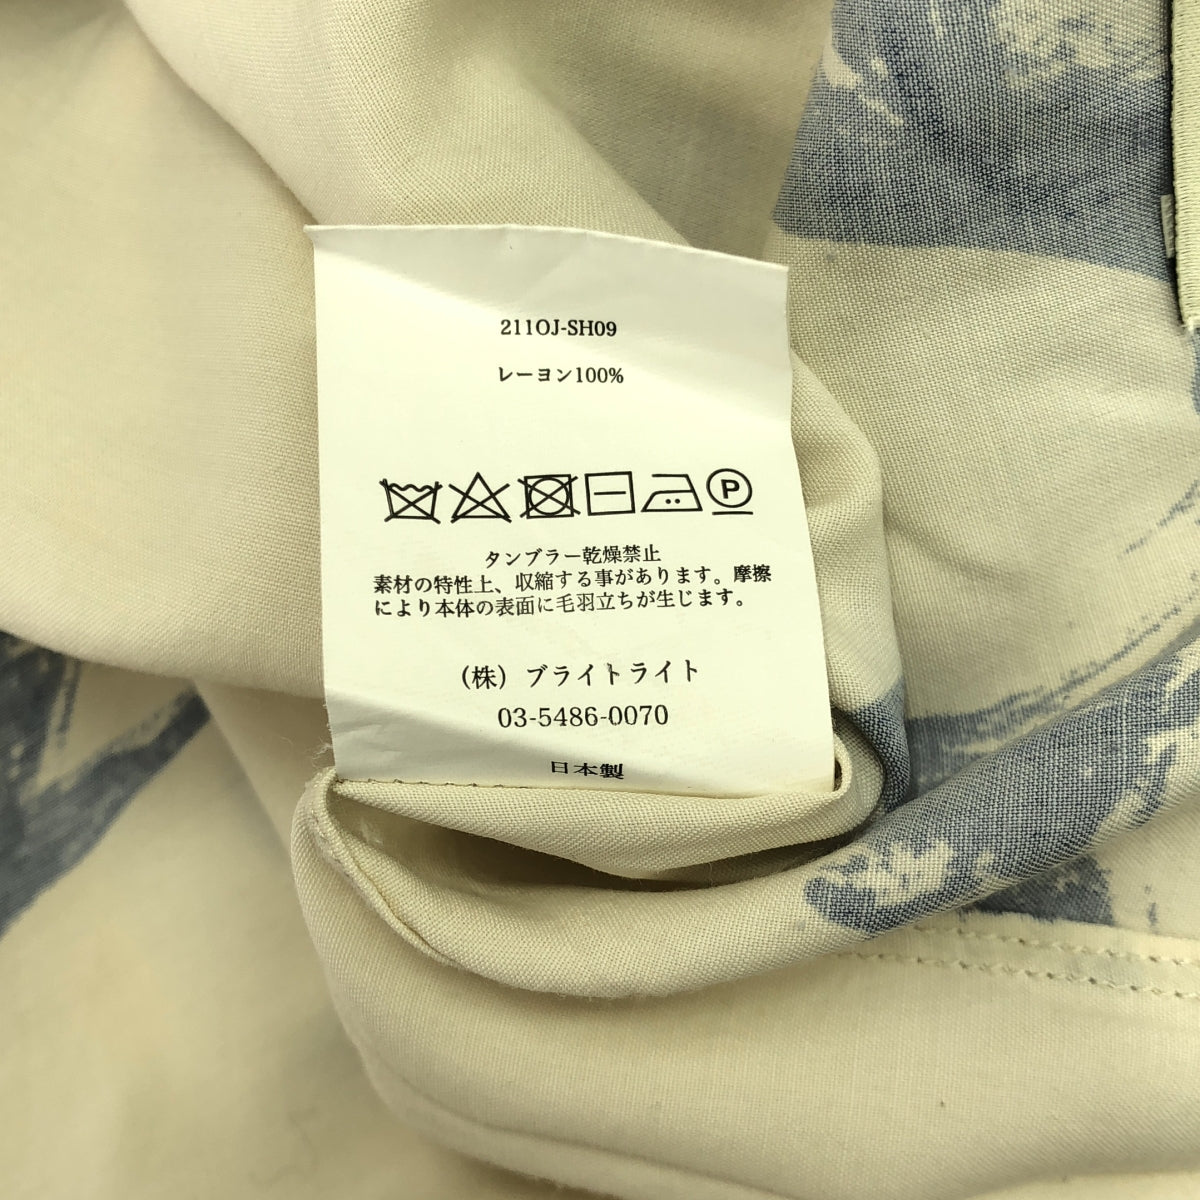 211OJ-SH09
レーヨン100%
P
タンブラー乾燥禁止
素材の特性上、収縮する事があります。摩擦
により本体の表面に毛羽立ちが生じます。
(株) ブライトライト
03-5486-0070
日本製